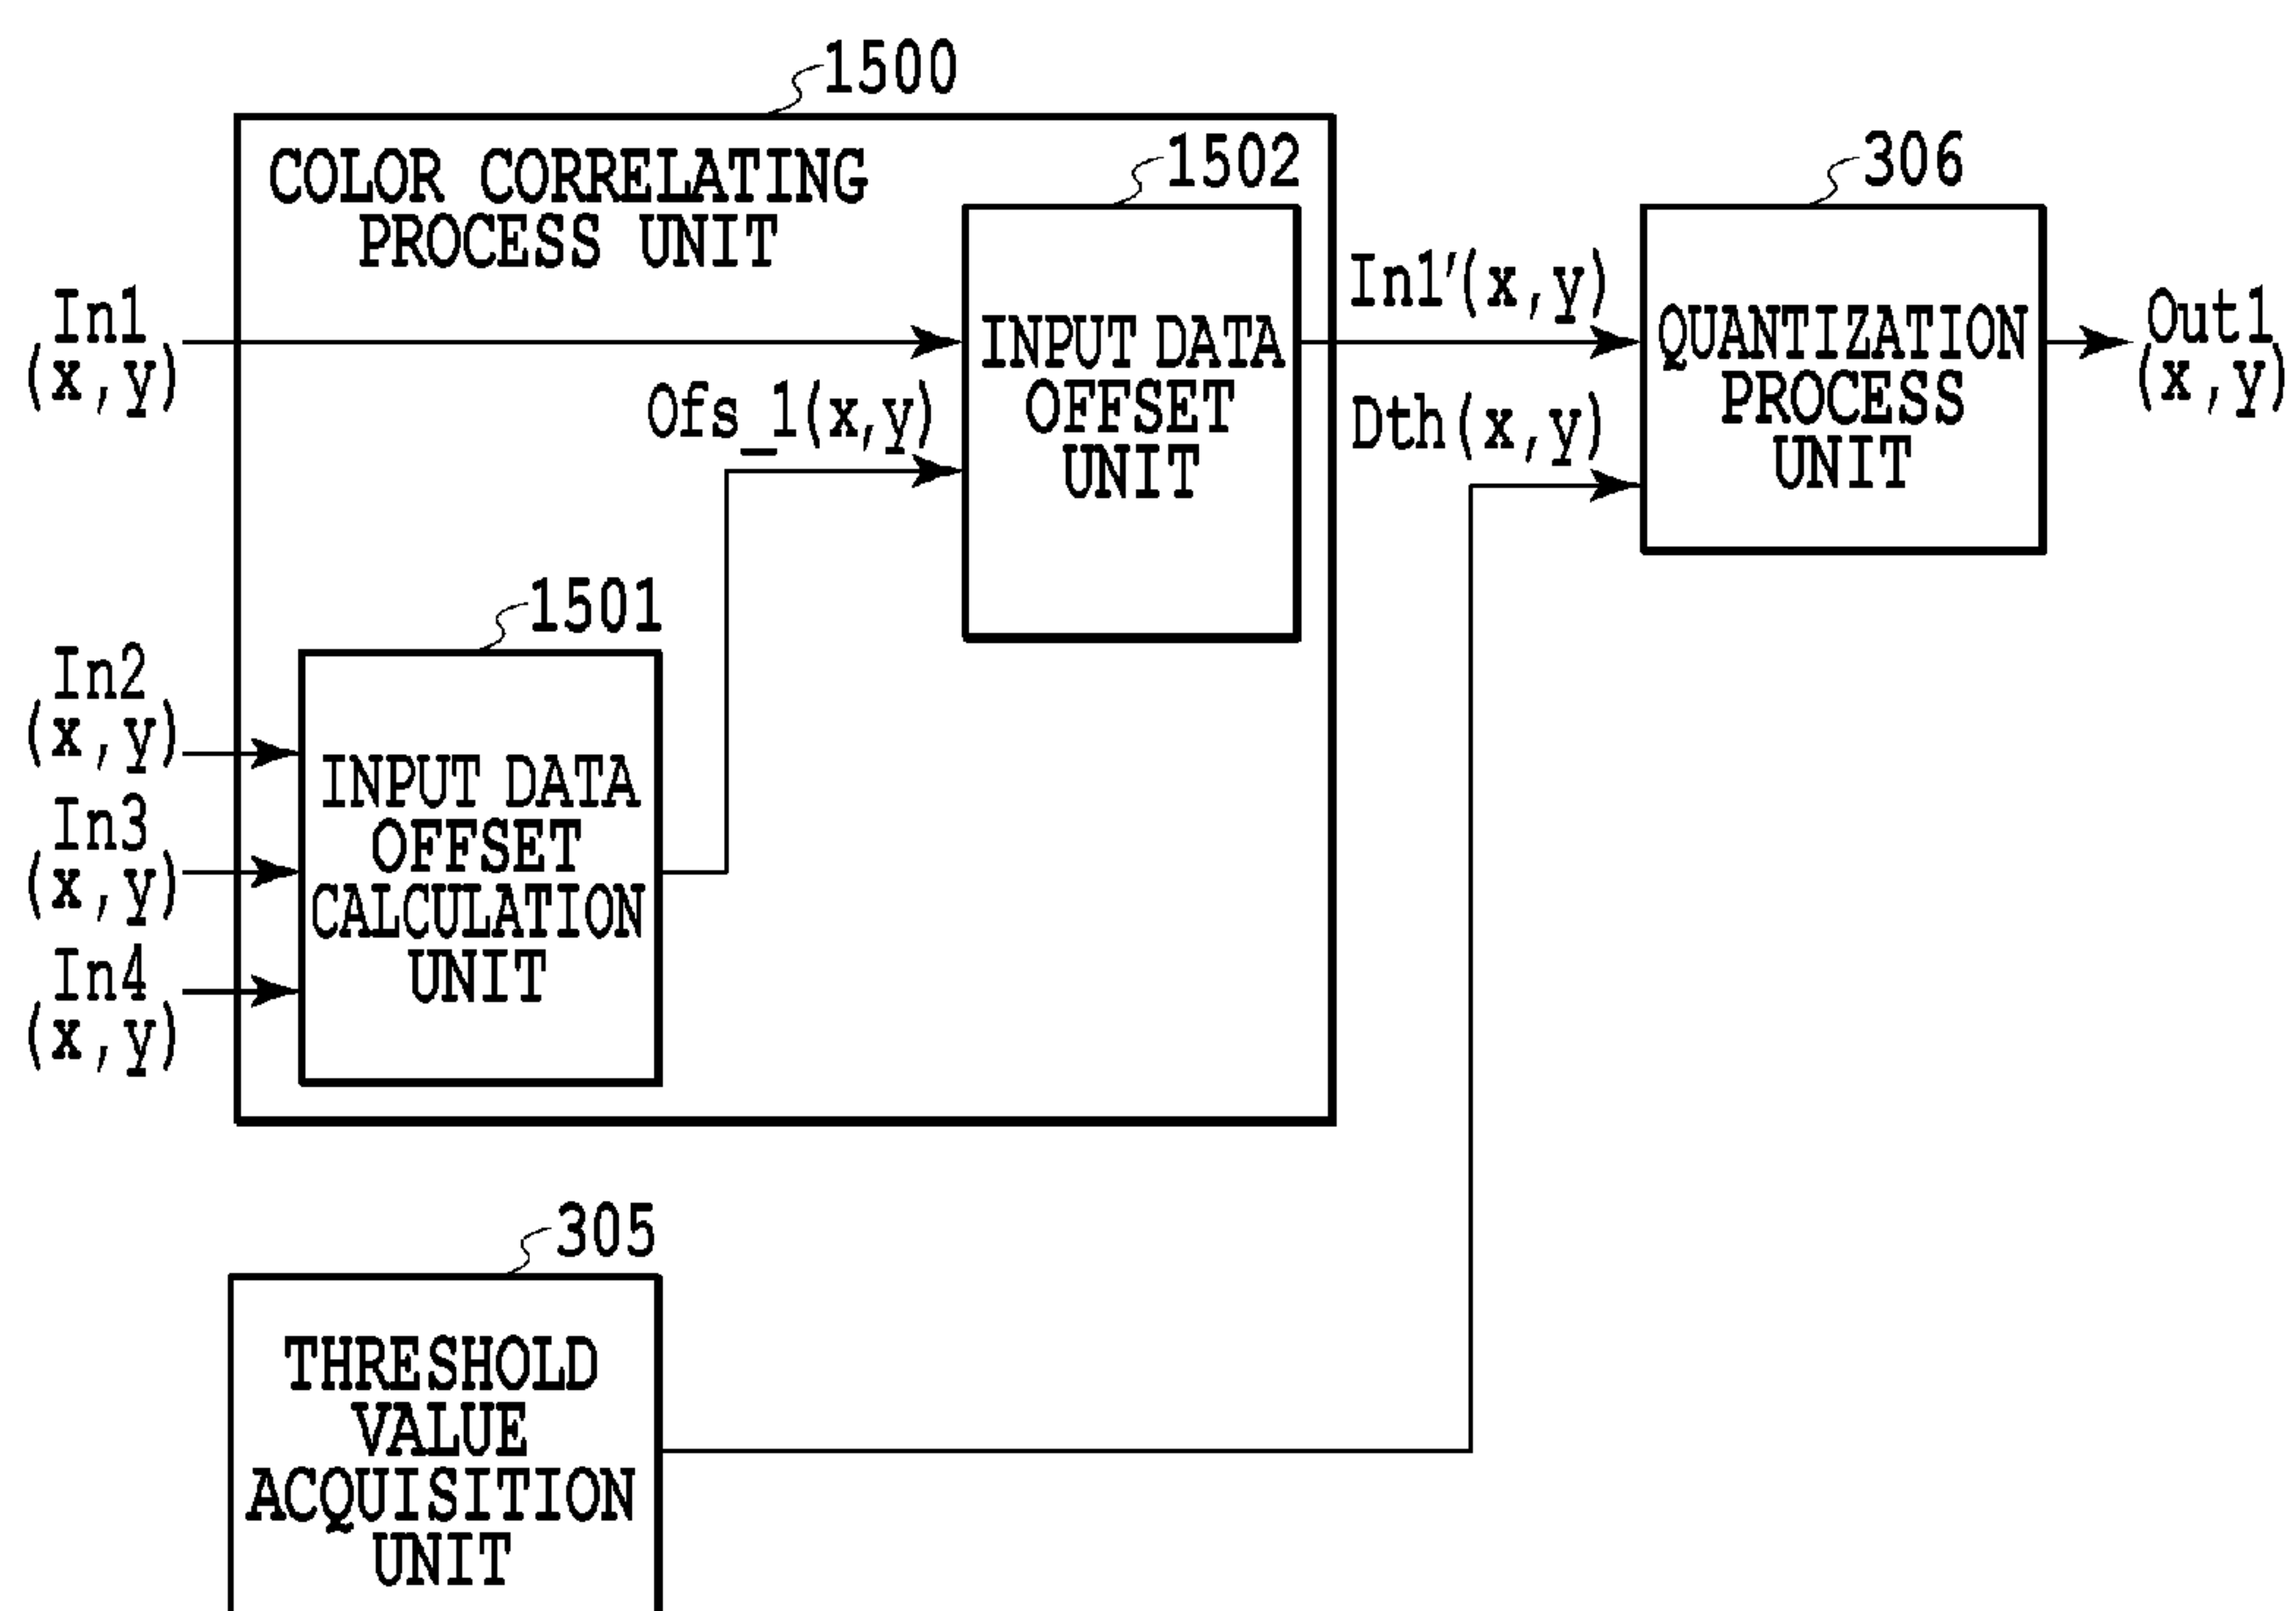 1500
COLOR CORRELATING
PROCESS UNIT
1502
306
In1
(x,y)
INPUT DATA
OFFSET
UNIT
Ofs_1(x,y)
In1'(x,y)
Dth(x,y)
QUANTIZATION
PROCESS
UNIT
Out1
(x,y)
1501
In2
(x,y)
In3
(x,y)
In4
(x,y)
INPUT DATA
OFFSET
CALCULATION
UNIT
305
THRESHOLD
VALUE
ACQUISITION
UNIT